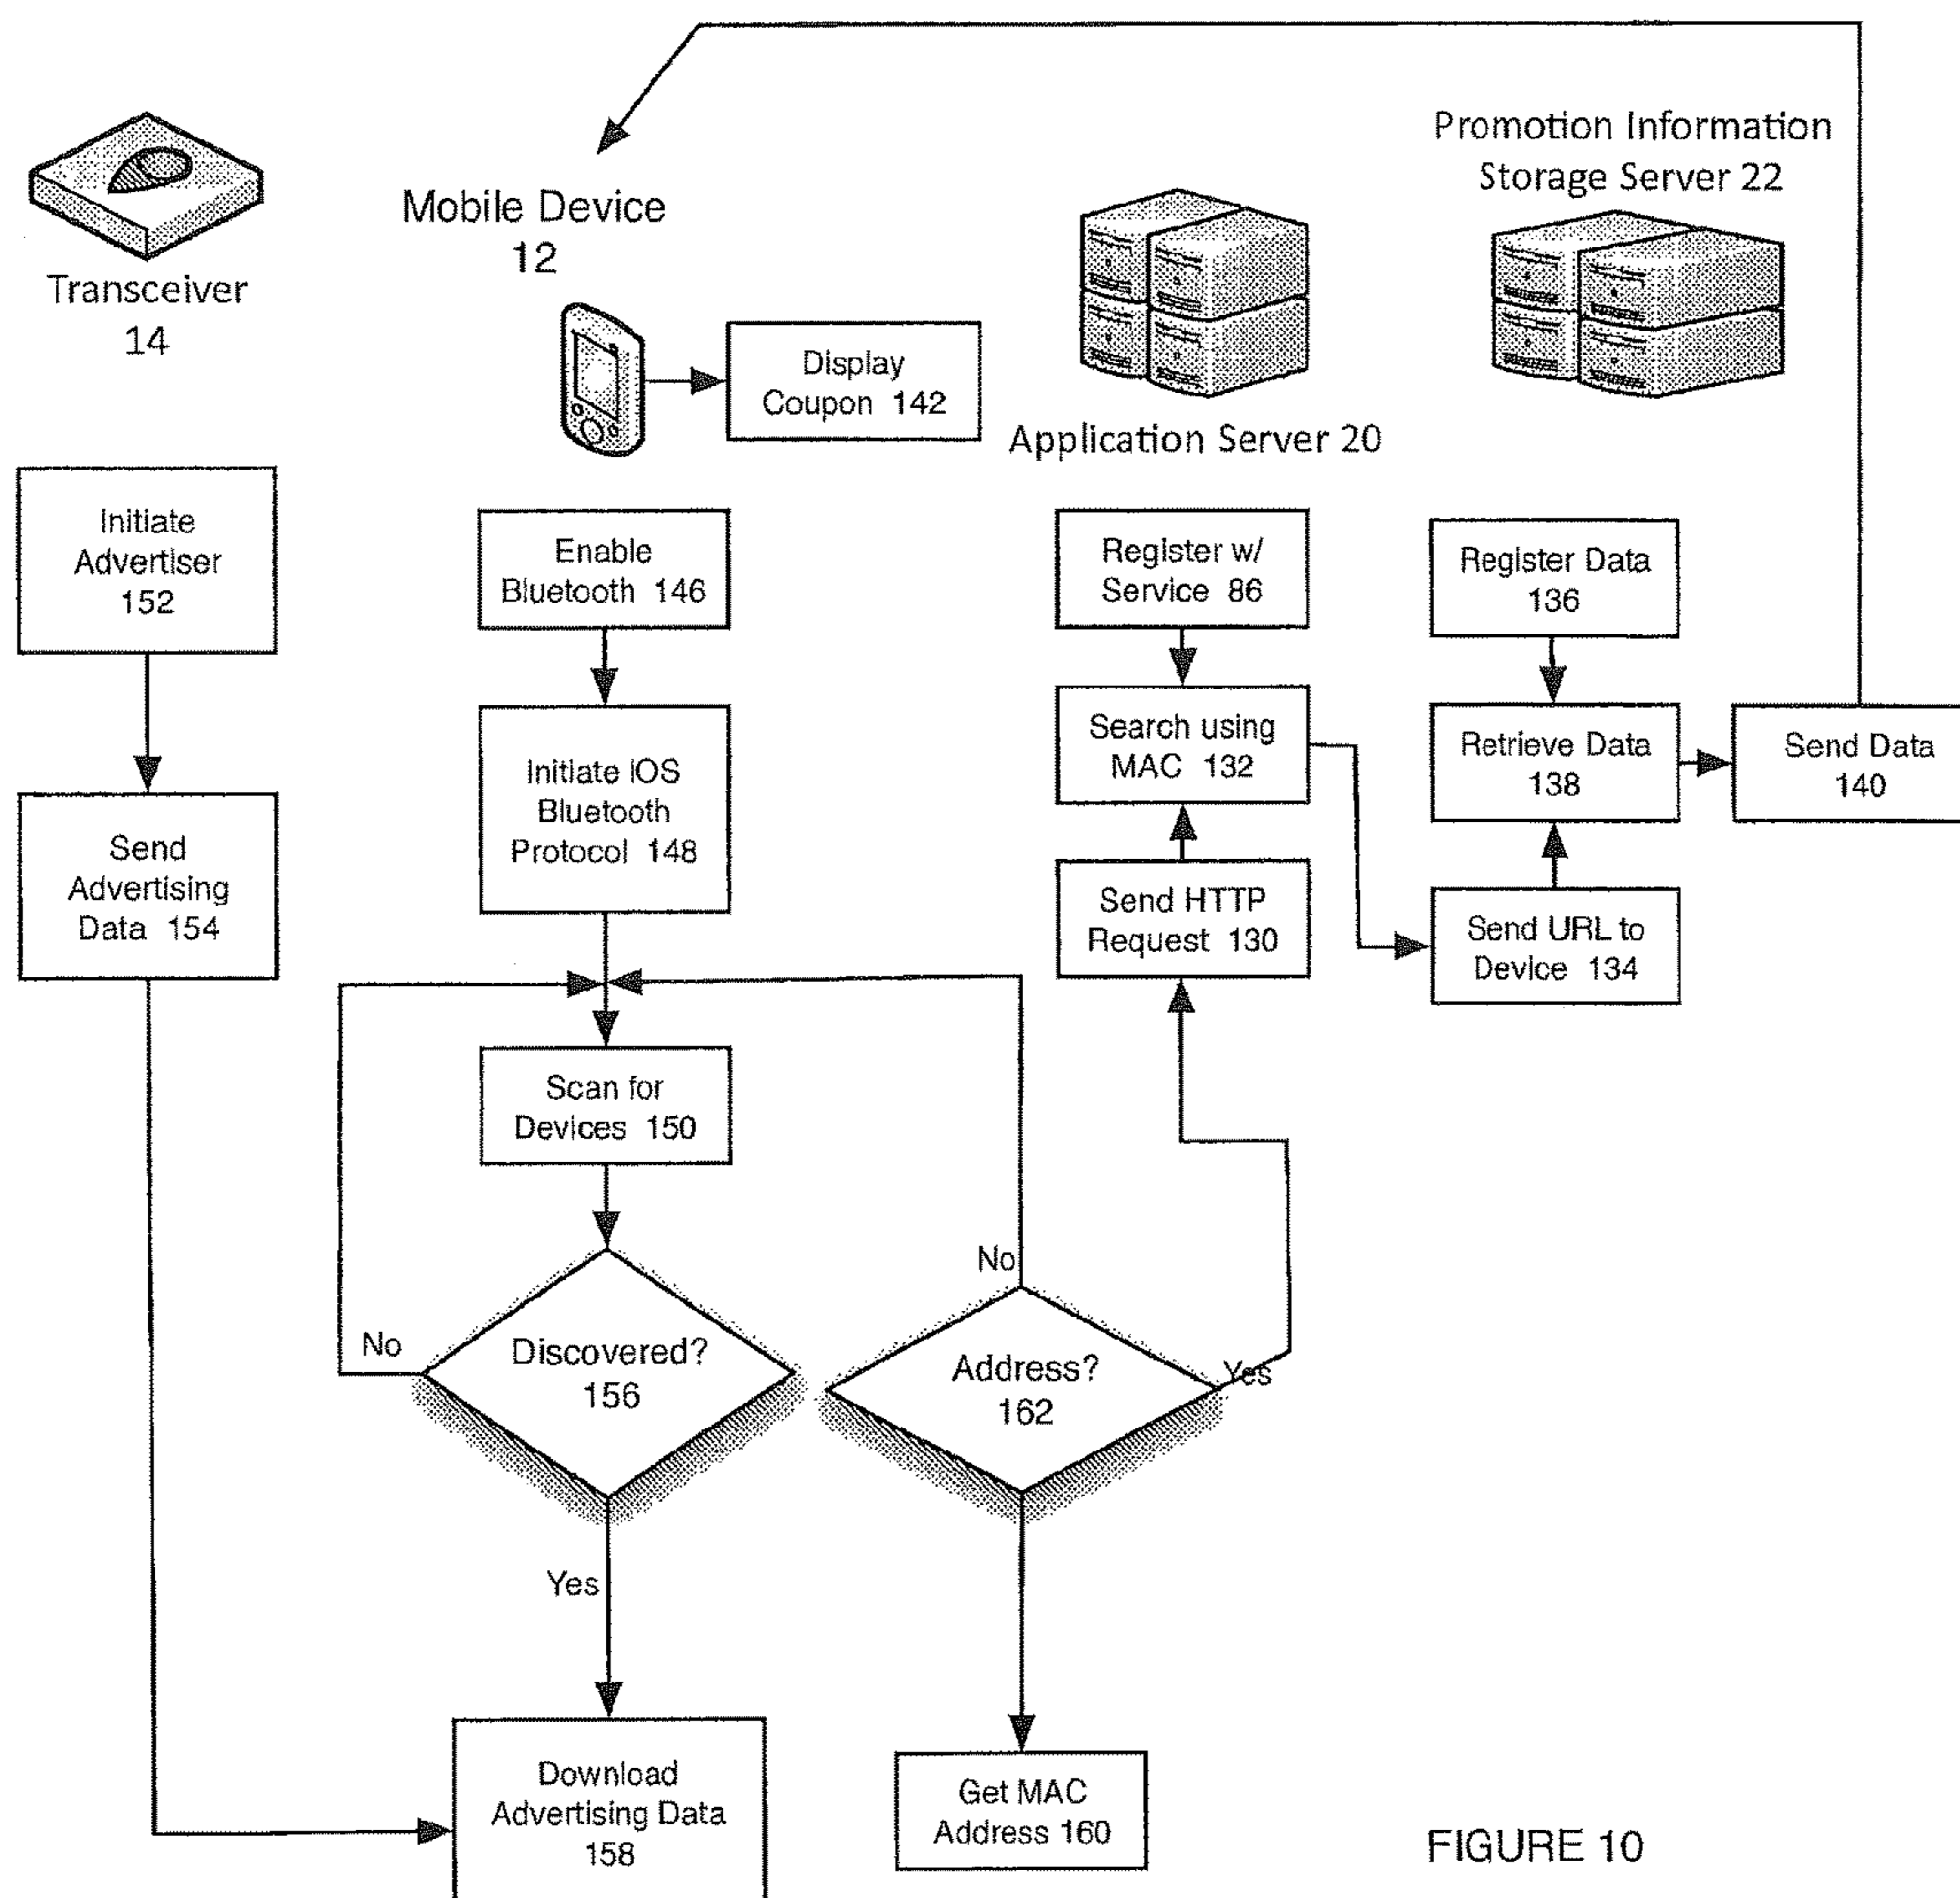 Promotion Information
Storage Server 22
Mobile Device
12
Transceiver
14
Display
Coupon 142
Application Server 20
Initiate
Advertiser
152
Enable
Bluetooth 146
Register w/
Service 86
Register Data
136
Send
Advertising
Data 154
Initiate IOS
Bluetooth
Protocol 148
Search using
MAC 132
Retrieve Data
138
Send Data
140
Send HTTP
Request 130
Send URL to
Device 134
Scan for
Devices 150
No
Discovered?
156
Yes
No
Address?
162
Yes
Download
Advertising Data
158
Get MAC
Address 160
FIGURE 10